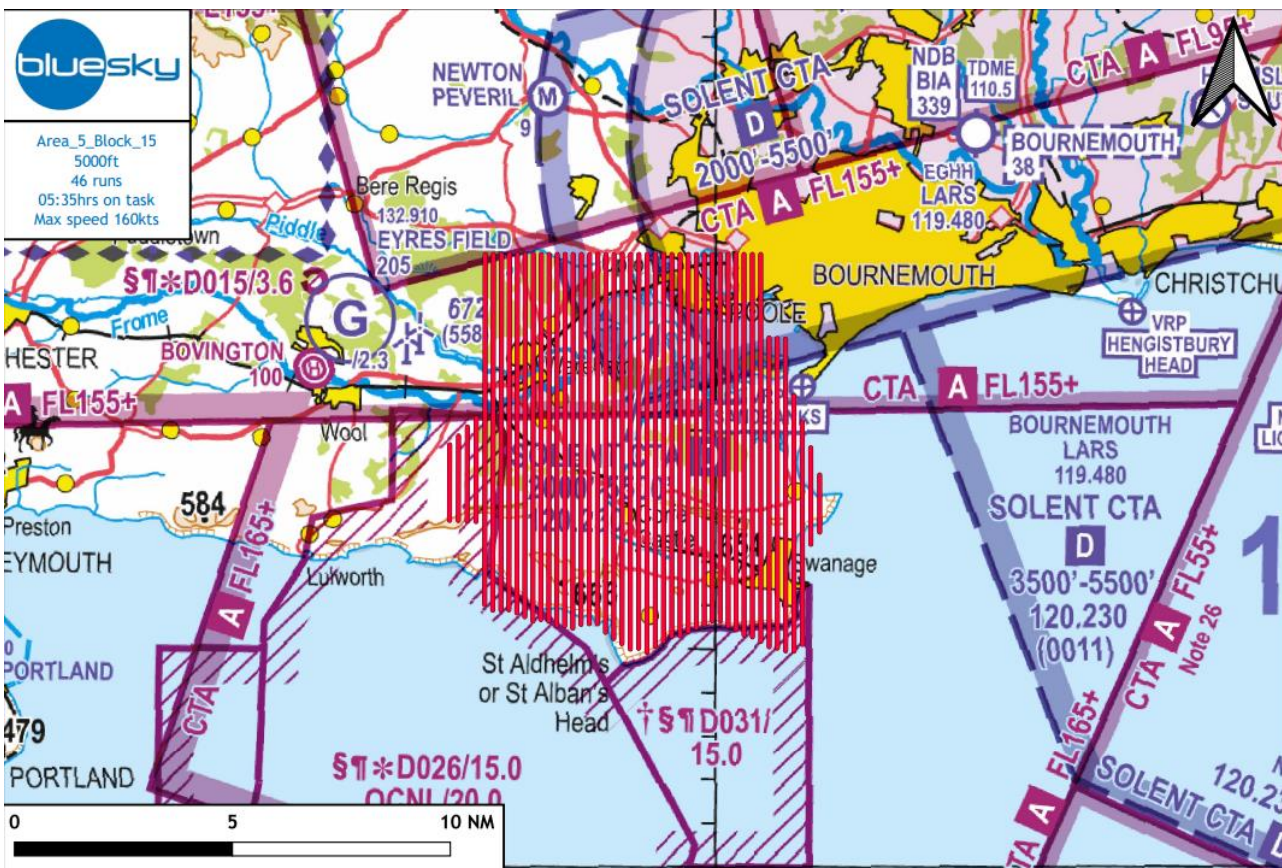 bluesky
Area_5_Block_15
5000ft
46 runs
05:35hrs on task
Max speed 160kts
NEWTON
PEVERIL
M
9
SOLENT CTA
D
2000'-5500'
CTA A FL155+
NDB
BIA
339
TDME
110.5
CTA A FL95+
BOURNEMOUTH
38
EGHH
LARS
119.480
Bere Regis
132.910
EYRES FIELD
205
Piddle
§¶*D015/3.6
G
Frome
BOVINGTON
100
H
-/2.3
BOURNEMOUTH
CHRISTCHU
VRP
HENGISTBURY
HEAD
A FL155+
CTA A FL155+
Wool
BOURNEMOUTH
LARS
119.480
SOLENT CTA
D
3500'-5500'
120.230
(0011)
584
Preston
EYMOUTH
Lulworth
CTA A FL165+
CTA A FL55+
Note 26
PORTLAND
479
PORTLAND
St Aldhelm's
or St Alban's
Head
†§¶D031/
15.0
§¶*D026/15.0
OCNL/20.0
CTA A FL165+
SOLENT CTA
0 5 10 NM